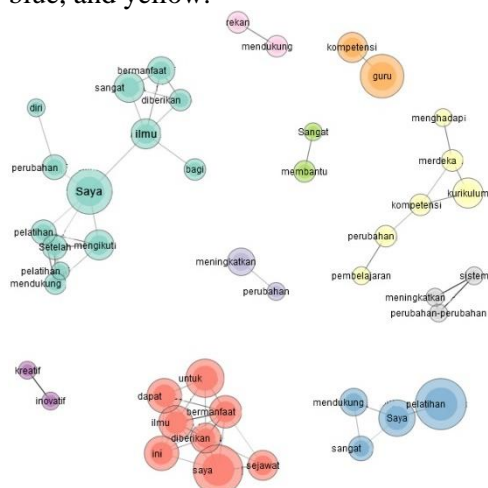 blue, and yellow.
rekan
mendukung
kompetensi
guru
bermanfaat
sangat
diberikan
diri
ilmu
menghadapi
Sangat
merdeka
perubahan
bagi
membantu
Saya
kurikulum
kompetensi
pelatihan
Setelah
mengikuti
perubahan
pelatihan
mendukung
meningkatkan
perubahan
pembelajaran
sistem
meningkatkan
perubahan-perubahan
kreatif
inovatif
untuk
dapat
bermanfaat
ilmu
diberikan
ini
saya
sejawat
mendukung
pelatihan
Saya
sangat